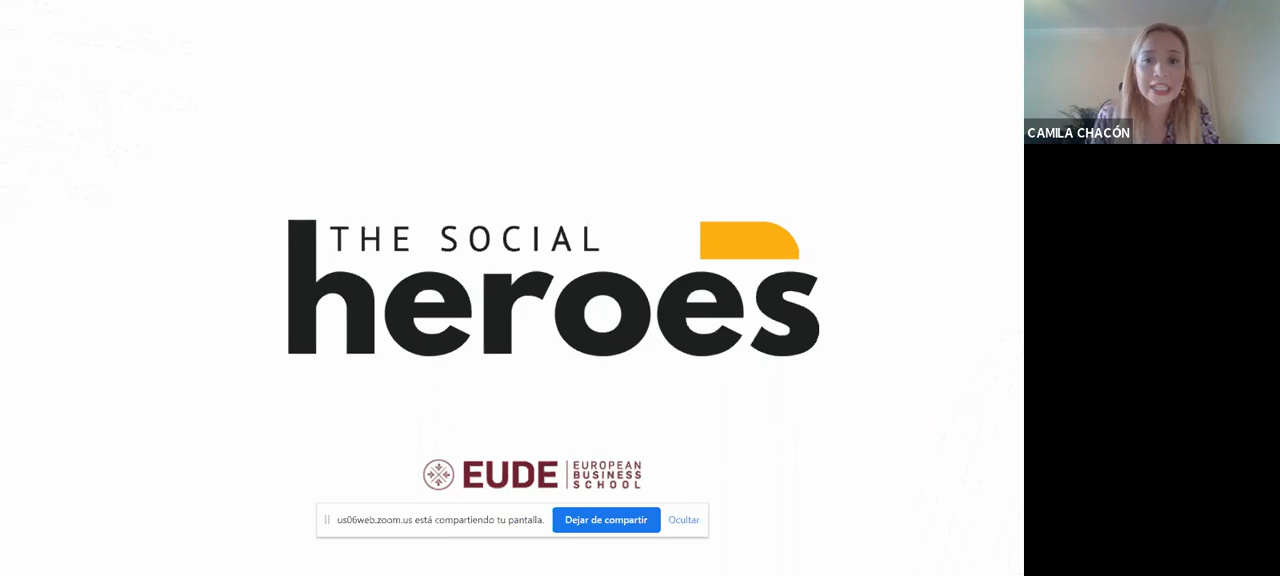 CAMILA CHACÓN
THE SOCIAL
heroes
EUDE
EUROPEAN
BUSINESS
SCHOOL
us06web.zoom.us está compartiendo tu pantalla.
Dejar de compartir
Ocultar